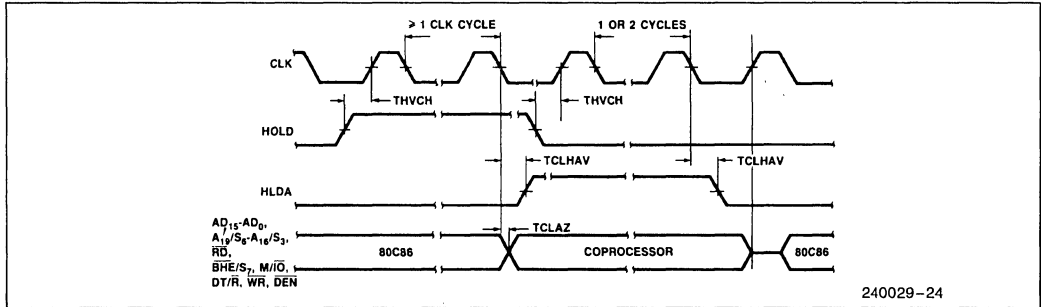 ≥ 1 CLK CYCLE
1 OR 2 CYCLES
CLK
THVCH
THVCH
HOLD
TCLHAV
TCLHAV
HLDA
TCLAZ
AD15-AD0,
A19/S6-A16/S3,
RD,
BHE/S7, M/IO,
DT/R, WR, DEN
80C86
COPROCESSOR
80C86
240029-24